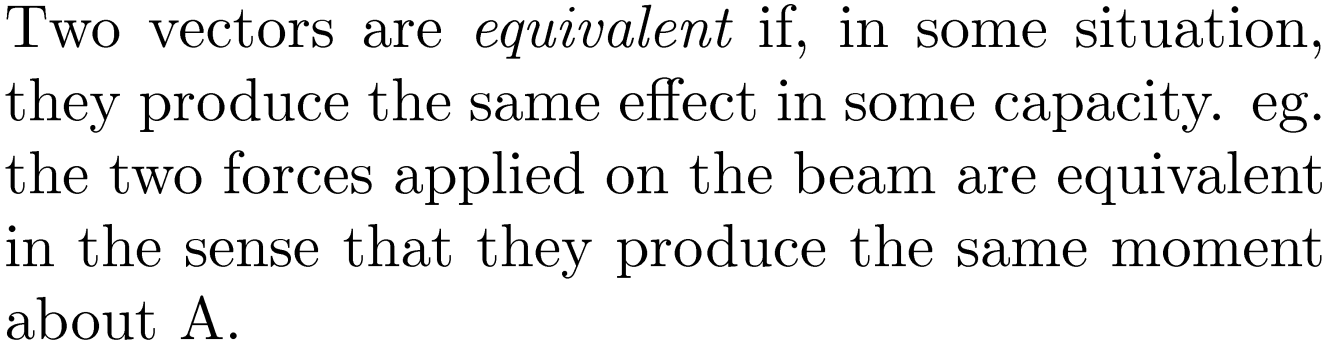 Two vectors are equivalent if, in some situation,
they produce the same effect in some capacity. eg.
the two forces applied on the beam are equivalent
in the sense that they produce the same moment
about A.